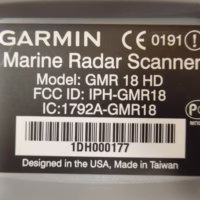 GARMIN CE 0191 !
Marine Radar Scanner
Model: GMR 18 HD
FCC ID: IPH-GMR18
IC:1792A-GMR18
1DH000177
Designed in the USA, Made in Taiwan